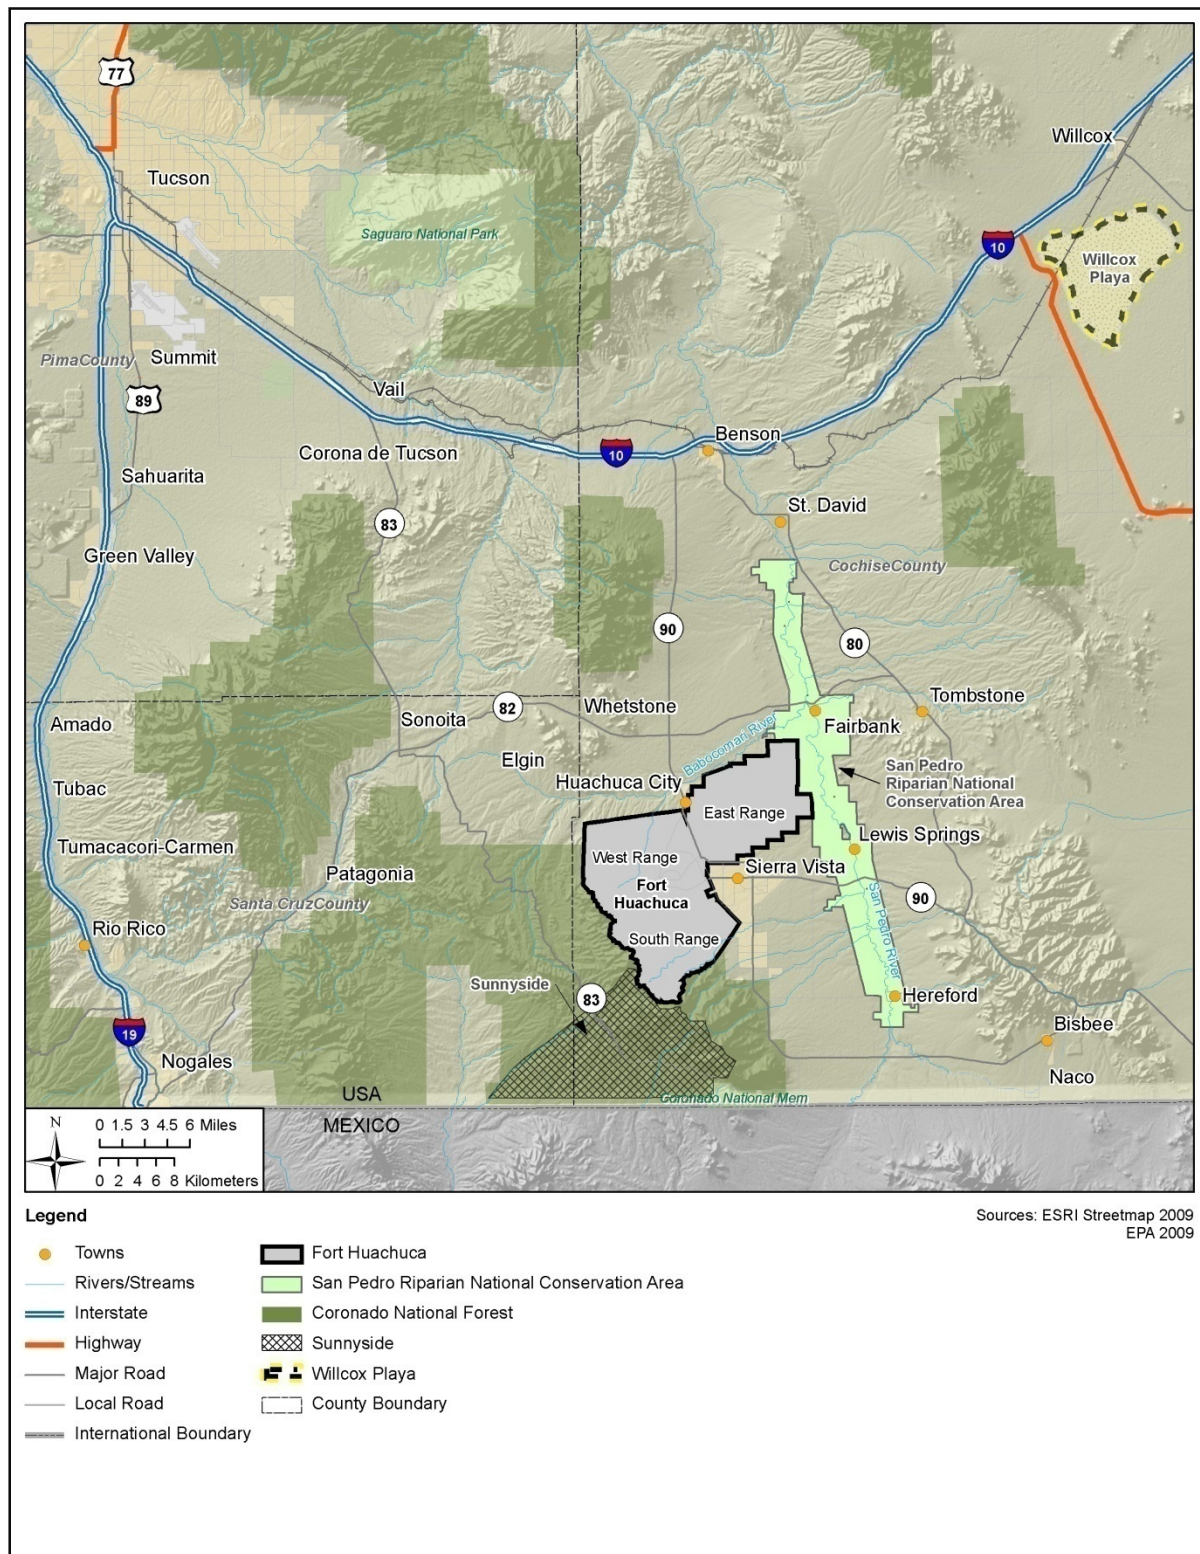 77
Willcox
Tucson
Saguaro National Park
10
Willcox
Playa
PimaCounty
Summit
Vail
89
Benson
Corona de Tucson
10
Sahuarita
St. David
83
Green Valley
CochiseCounty
90
80
Tombstone
Whetstone
82
Amado
Sonoita
Fairbank
Babocomari River
Elgin
San Pedro
Riparian National
Conservation Area
Huachuca City
Tubac
East Range
Lewis Springs
Tumacacori-Carmen
West Range
Sierra Vista
Patagonia
Fort
Huachuca
90
Santa CruzCounty
San Pedro River
Rio Rico
South Range
Sunnyside
83
Hereford
19
Bisbee
Nogales
Naco
USA
Coronado National Mem
MEXICO
N
0 1.5 3 4.5 6 Miles
0 2 4 6 8 Kilometers
Legend
Sources: ESRI Streetmap 2009
EPA 2009
Towns
Fort Huachuca
Rivers/Streams
San Pedro Riparian National Conservation Area
Interstate
Coronado National Forest
Highway
Sunnyside
Major Road
Willcox Playa
Local Road
County Boundary
International Boundary